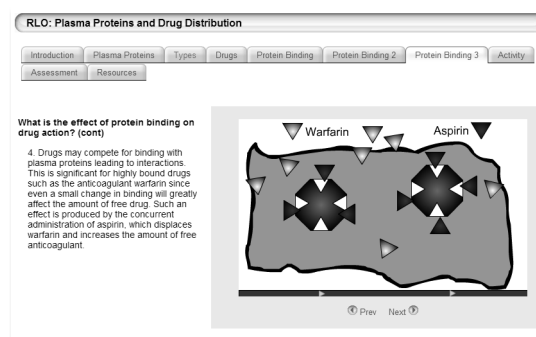 RLO: Plasma Proteins and Drug Distribution
Introduction Plasma Proteins Types Drugs Protein Binding Protein Binding 2 Protein Binding 3 Activity
Assessment Resources
What is the effect of protein binding on
drug action? (cont)
4. Drugs may compete for binding with
plasma proteins leading to interactions.
This is significant for highly bound drugs
such as the anticoagulant warfarin since
even a small change in binding will greatly
affect the amount of free drug. Such an
effect is produced by the concurrent
administration of aspirin, which displaces
warfarin and increases the amount of free
anticoagulant.
Warfarin Aspirin
Prev Next